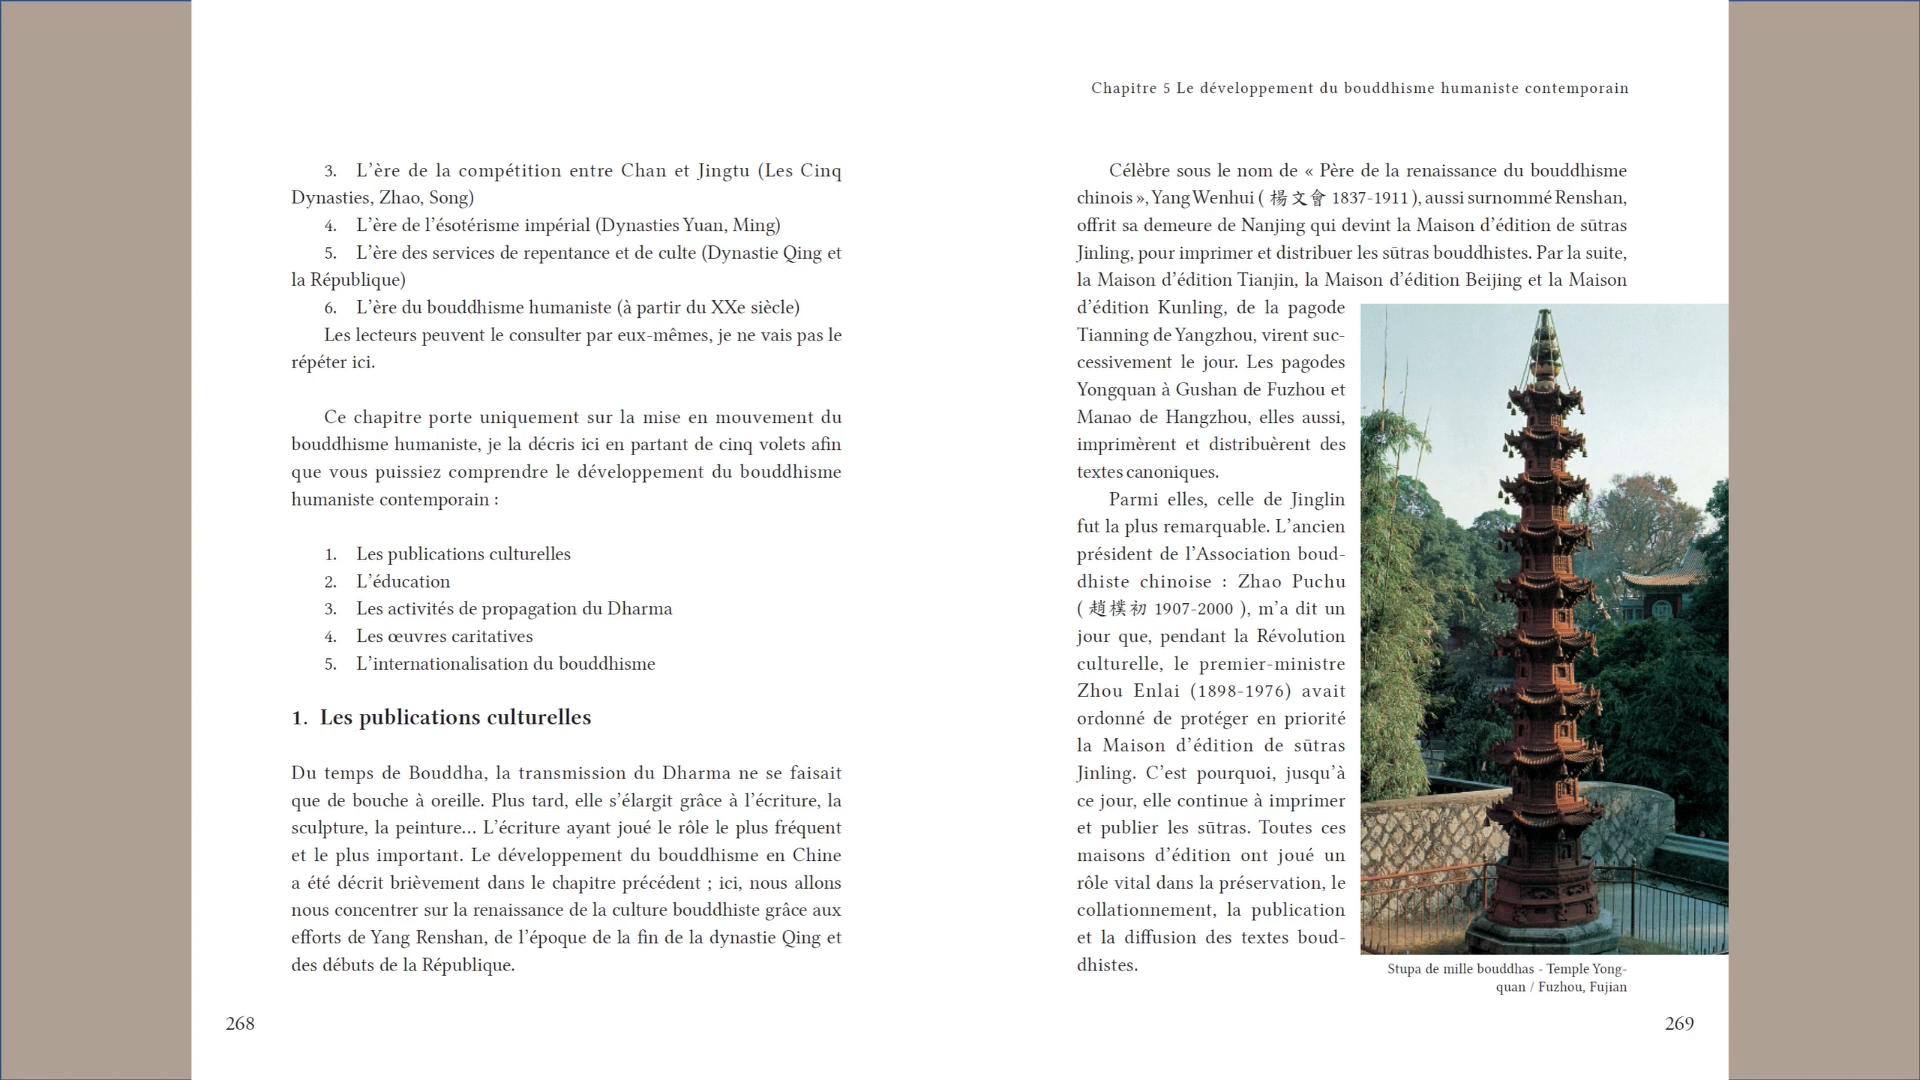 3. L’ère de la compétition entre Chan et Jingtu (Les Cinq
Dynasties, Zhao, Song)
4. L’ère de l’ésotérisme impérial (Dynasties Yuan, Ming)
5. L’ère des services de repentance et de culte (Dynastie Qing et
la République)
6. L’ère du bouddhisme humaniste (à partir du XXe siècle)
Les lecteurs peuvent le consulter par eux-mêmes, je ne vais pas le
répéter ici.
Ce chapitre porte uniquement sur la mise en mouvement du
bouddhisme humaniste, je la décris ici en partant de cinq volets afin
que vous puissiez comprendre le développement du bouddhisme
humaniste contemporain :
1. Les publications culturelles
2. L’éducation
3. Les activités de propagation du Dharma
4. Les œuvres caritatives
5. L’internationalisation du bouddhisme
1. Les publications culturelles
Du temps de Bouddha, la transmission du Dharma ne se faisait
que de bouche à oreille. Plus tard, elle s’élargit grâce à l’écriture, la
sculpture, la peinture... L’écriture ayant joué le rôle le plus fréquent
et le plus important. Le développement du bouddhisme en Chine
a été décrit brièvement dans le chapitre précédent ; ici, nous allons
nous concentrer sur la renaissance de la culture bouddhiste grâce aux
efforts de Yang Renshan, de l’époque de la fin de la dynastie Qing et
des débuts de la République.
268
Chapitre 5 Le développement du bouddhisme humaniste contemporain
Célèbre sous le nom de « Père de la renaissance du bouddhisme
chinois », Yang Wenhui ( 楊文會 1837-1911 ), aussi surnommé Renshan,
offrit sa demeure de Nanjing qui devint la Maison d’édition de sūtras
Jinling, pour imprimer et distribuer les sūtras bouddhistes. Par la suite,
la Maison d’édition Tianjin, la Maison d’édition Beijing et la Maison
d’édition Kunling, de la pagode
Tianning de Yangzhou, virent suc-
cessivement le jour. Les pagodes
Yongquan à Gushan de Fuzhou et
Manao de Hangzhou, elles aussi,
imprimèrent et distribuèrent des
textes canoniques.
Parmi elles, celle de Jinglin
fut la plus remarquable. L’ancien
président de l’Association boud-
dhiste chinoise : Zhao Puchu
( 趙樸初 1907-2000 ), m’a dit un
jour que, pendant la Révolution
culturelle, le premier-ministre
Zhou Enlai (1898-1976) avait
ordonné de protéger en priorité
la Maison d’édition de sūtras
Jinling. C’est pourquoi, jusqu’à
ce jour, elle continue à imprimer
et publier les sūtras. Toutes ces
maisons d’édition ont joué un
rôle vital dans la préservation, le
collationnement, la publication
et la diffusion des textes boud-
dhistes.
Stupa de mille bouddhas - Temple Yong-
quan / Fuzhou, Fujian
269